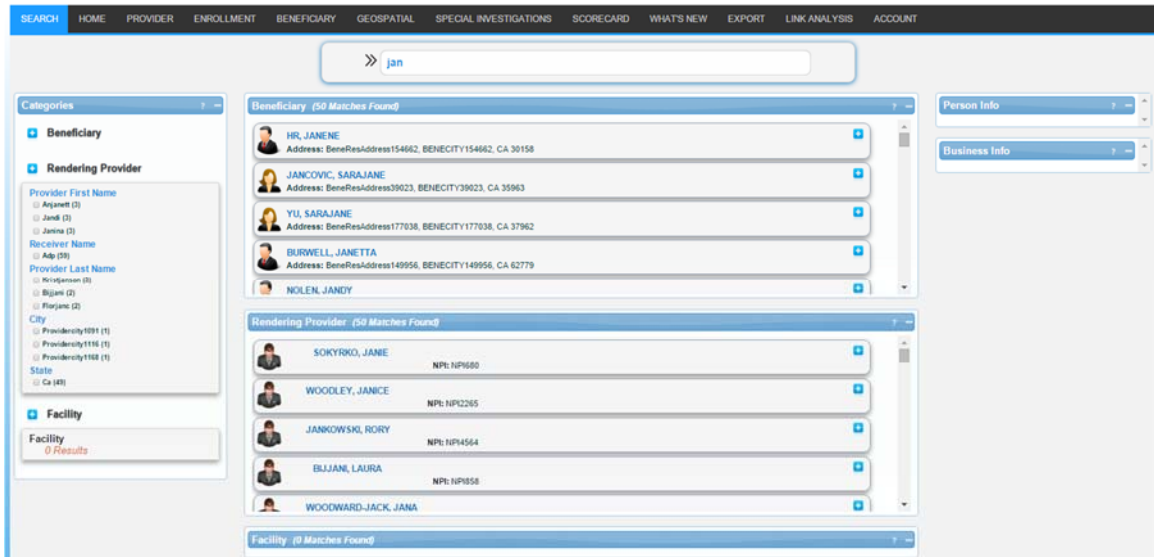 SEARCH HOME PROVIDER ENROLLMENT BENEFICIARY GEOSPATIAL SPECIAL INVESTIGATIONS SCORECARD WHAT'S NEW EXPORT LINK ANALYSIS ACCOUNT
» jan
Categories ? –
Beneficiary
Rendering Provider
Provider First Name
Anjanett (3)
Jandi (3)
Janina (3)
Receiver Name
Adp (59)
Provider Last Name
Kristjanson (3)
Bijjani (2)
Florjanc (2)
City
Providercity1091 (1)
Providercity1116 (1)
Providercity1168 (1)
State
Ca (49)
Facility
Facility
0 Results
Beneficiary (50 Matches Found) ? –
HR, JANENE
Address: BeneResAddress154662, BENECITY154662, CA 30158
JANCOVIC, SARAJANE
Address: BeneResAddress39023, BENECITY39023, CA 35963
YU, SARAJANE
Address: BeneResAddress177038, BENECITY177038, CA 37962
BURWELL, JANETTA
Address: BeneResAddress149956, BENECITY149956, CA 62779
NOLEN, JANDY
Rendering Provider (50 Matches Found) ? –
SOKYRKO, JANIE
NPI: NPI680
WOODLEY, JANICE
NPI: NPI2265
JANKOWSKI, RORY
NPI: NPI4564
BIJJANI, LAURA
NPI: NPI858
WOODWARD-JACK, JANA
Facility (0 Matches Found) ? –
Person Info ? –
Business Info ? –